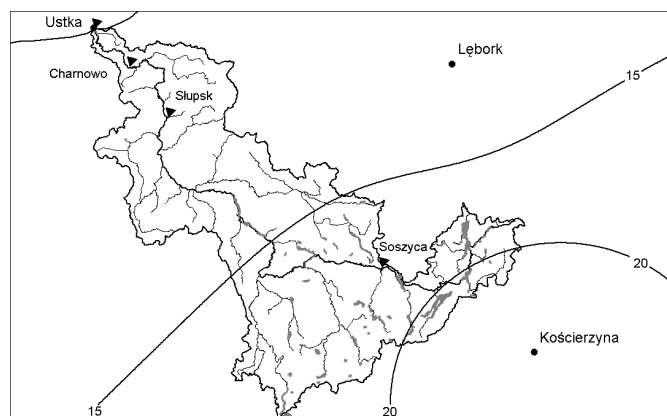 Ustka
Lębork
15
Charnowo
Słupsk
Soszyca
20
Kościerzyna
15
20